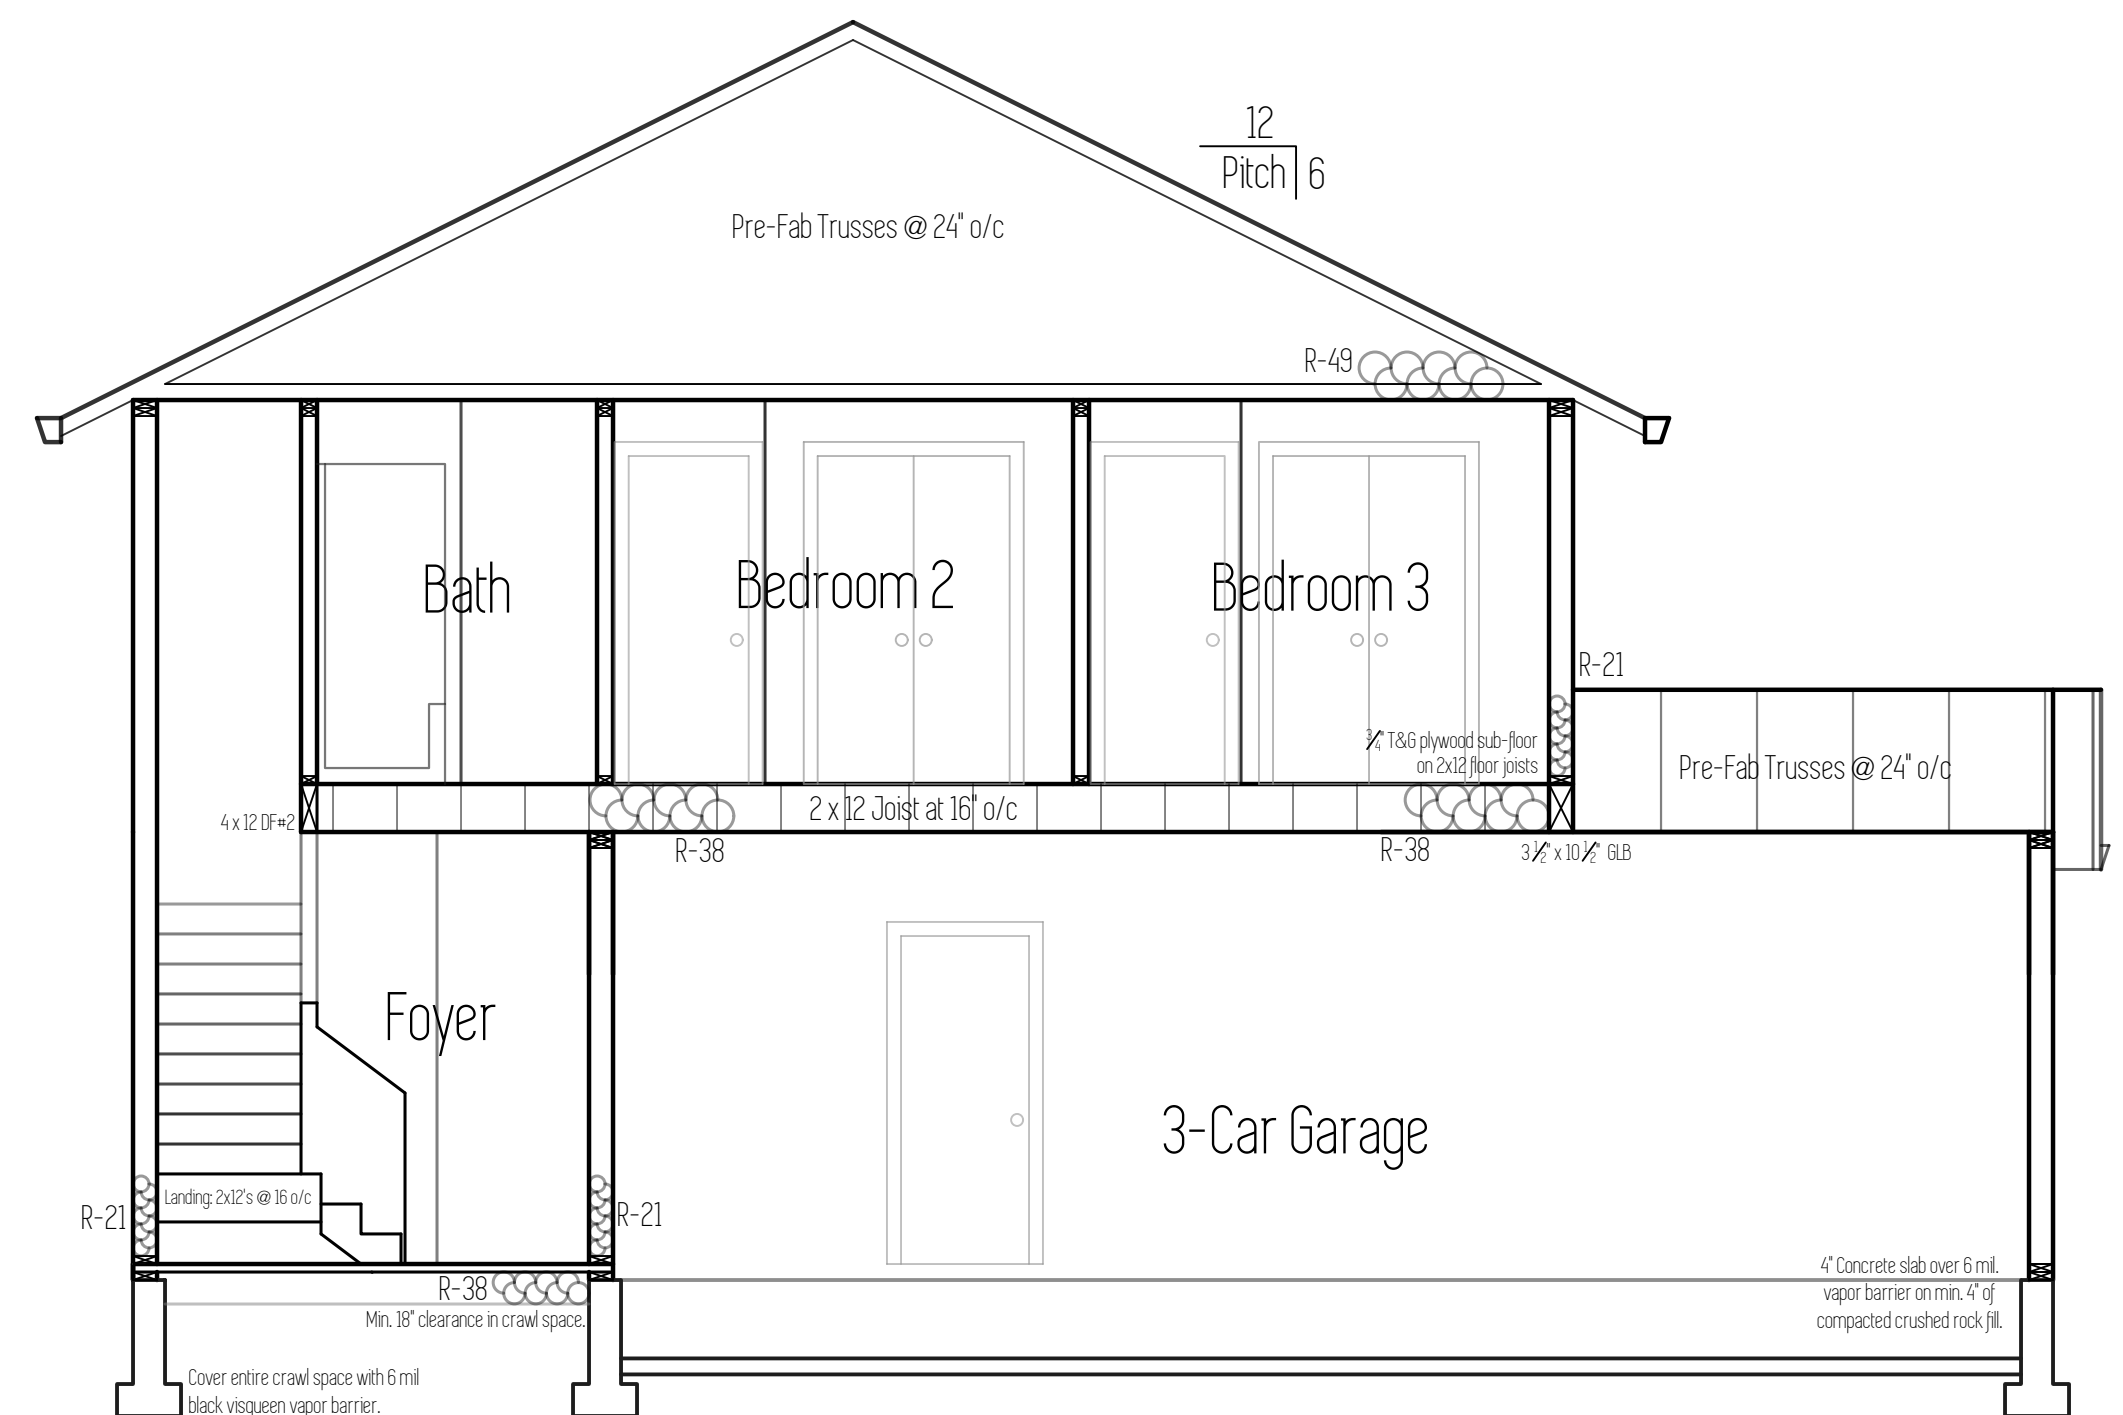 12
Pitch 6
Pre-Fab Trusses @ 24" o/c
R-49
Bath
Bedroom 2
Bedroom 3
R-21
3/4" T&G plywood sub-floor
on 2x12 floor joists
Pre-Fab Trusses @ 24" o/c
2 x 12 Joist at 16" o/c
4 x 12 DF#2
R-38
R-38
3 1/2" x 10 1/2" GLB
Foyer
3-Car Garage
Landing: 2x12's @ 16 o/c
R-21
R-21
R-38
Min. 18" clearance in crawl space.
4" Concrete slab over 6 mil.
vapor barrier on min. 4" of
compacted crushed rock fill.
Cover entire crawl space with 6 mil
black visqueen vapor barrier.